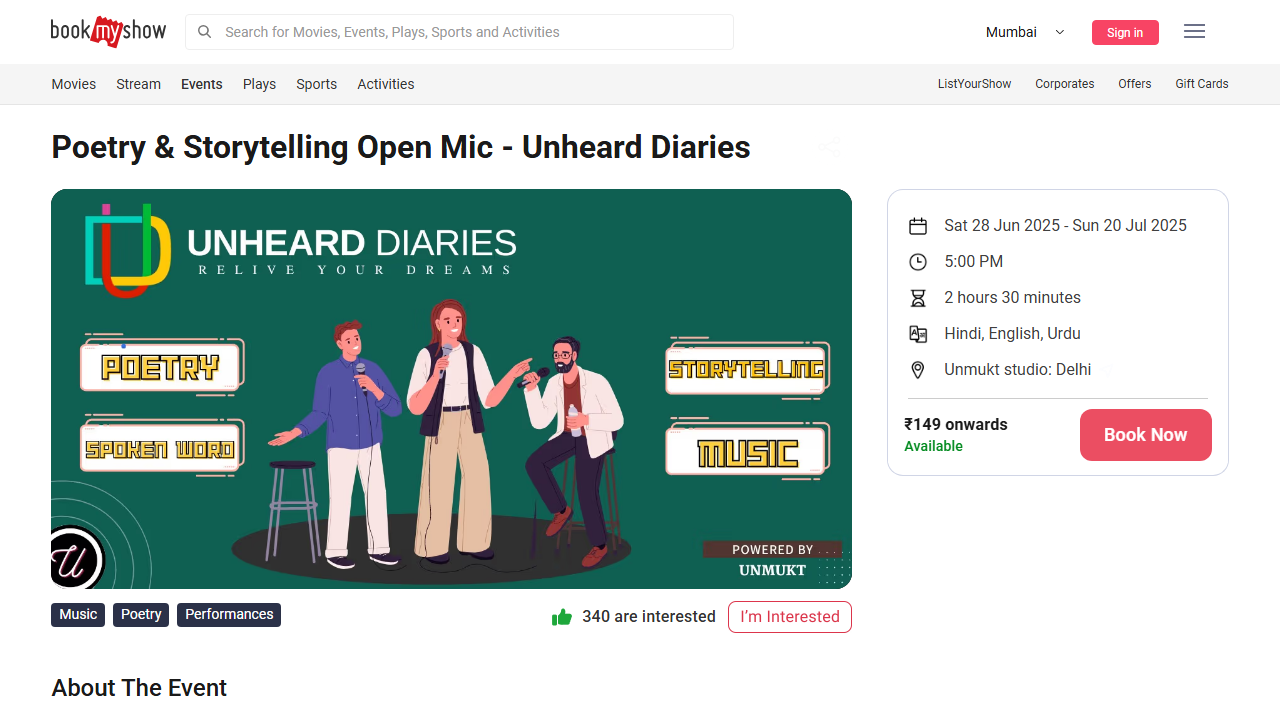 book my show
Search for Movies, Events, Plays, Sports and Activities
Mumbai
Sign in
Movies
Stream
Events
Plays
Sports
Activities
ListYourShow
Corporates
Offers
Gift Cards
Poetry & Storytelling Open Mic - Unheard Diaries
UNHEARD DIARIES
RELIVE YOUR DREAMS
POETRY
SPOKEN WORD
STORYTELLING
MUSIC
U
POWERED BY
UNMUKT
Sat 28 Jun 2025 - Sun 20 Jul 2025
5:00 PM
2 hours 30 minutes
Hindi, English, Urdu
Unmukt studio: Delhi
₹149 onwards
Available
Book Now
Music
Poetry
Performances
340 are interested
I’m Interested
About The Event